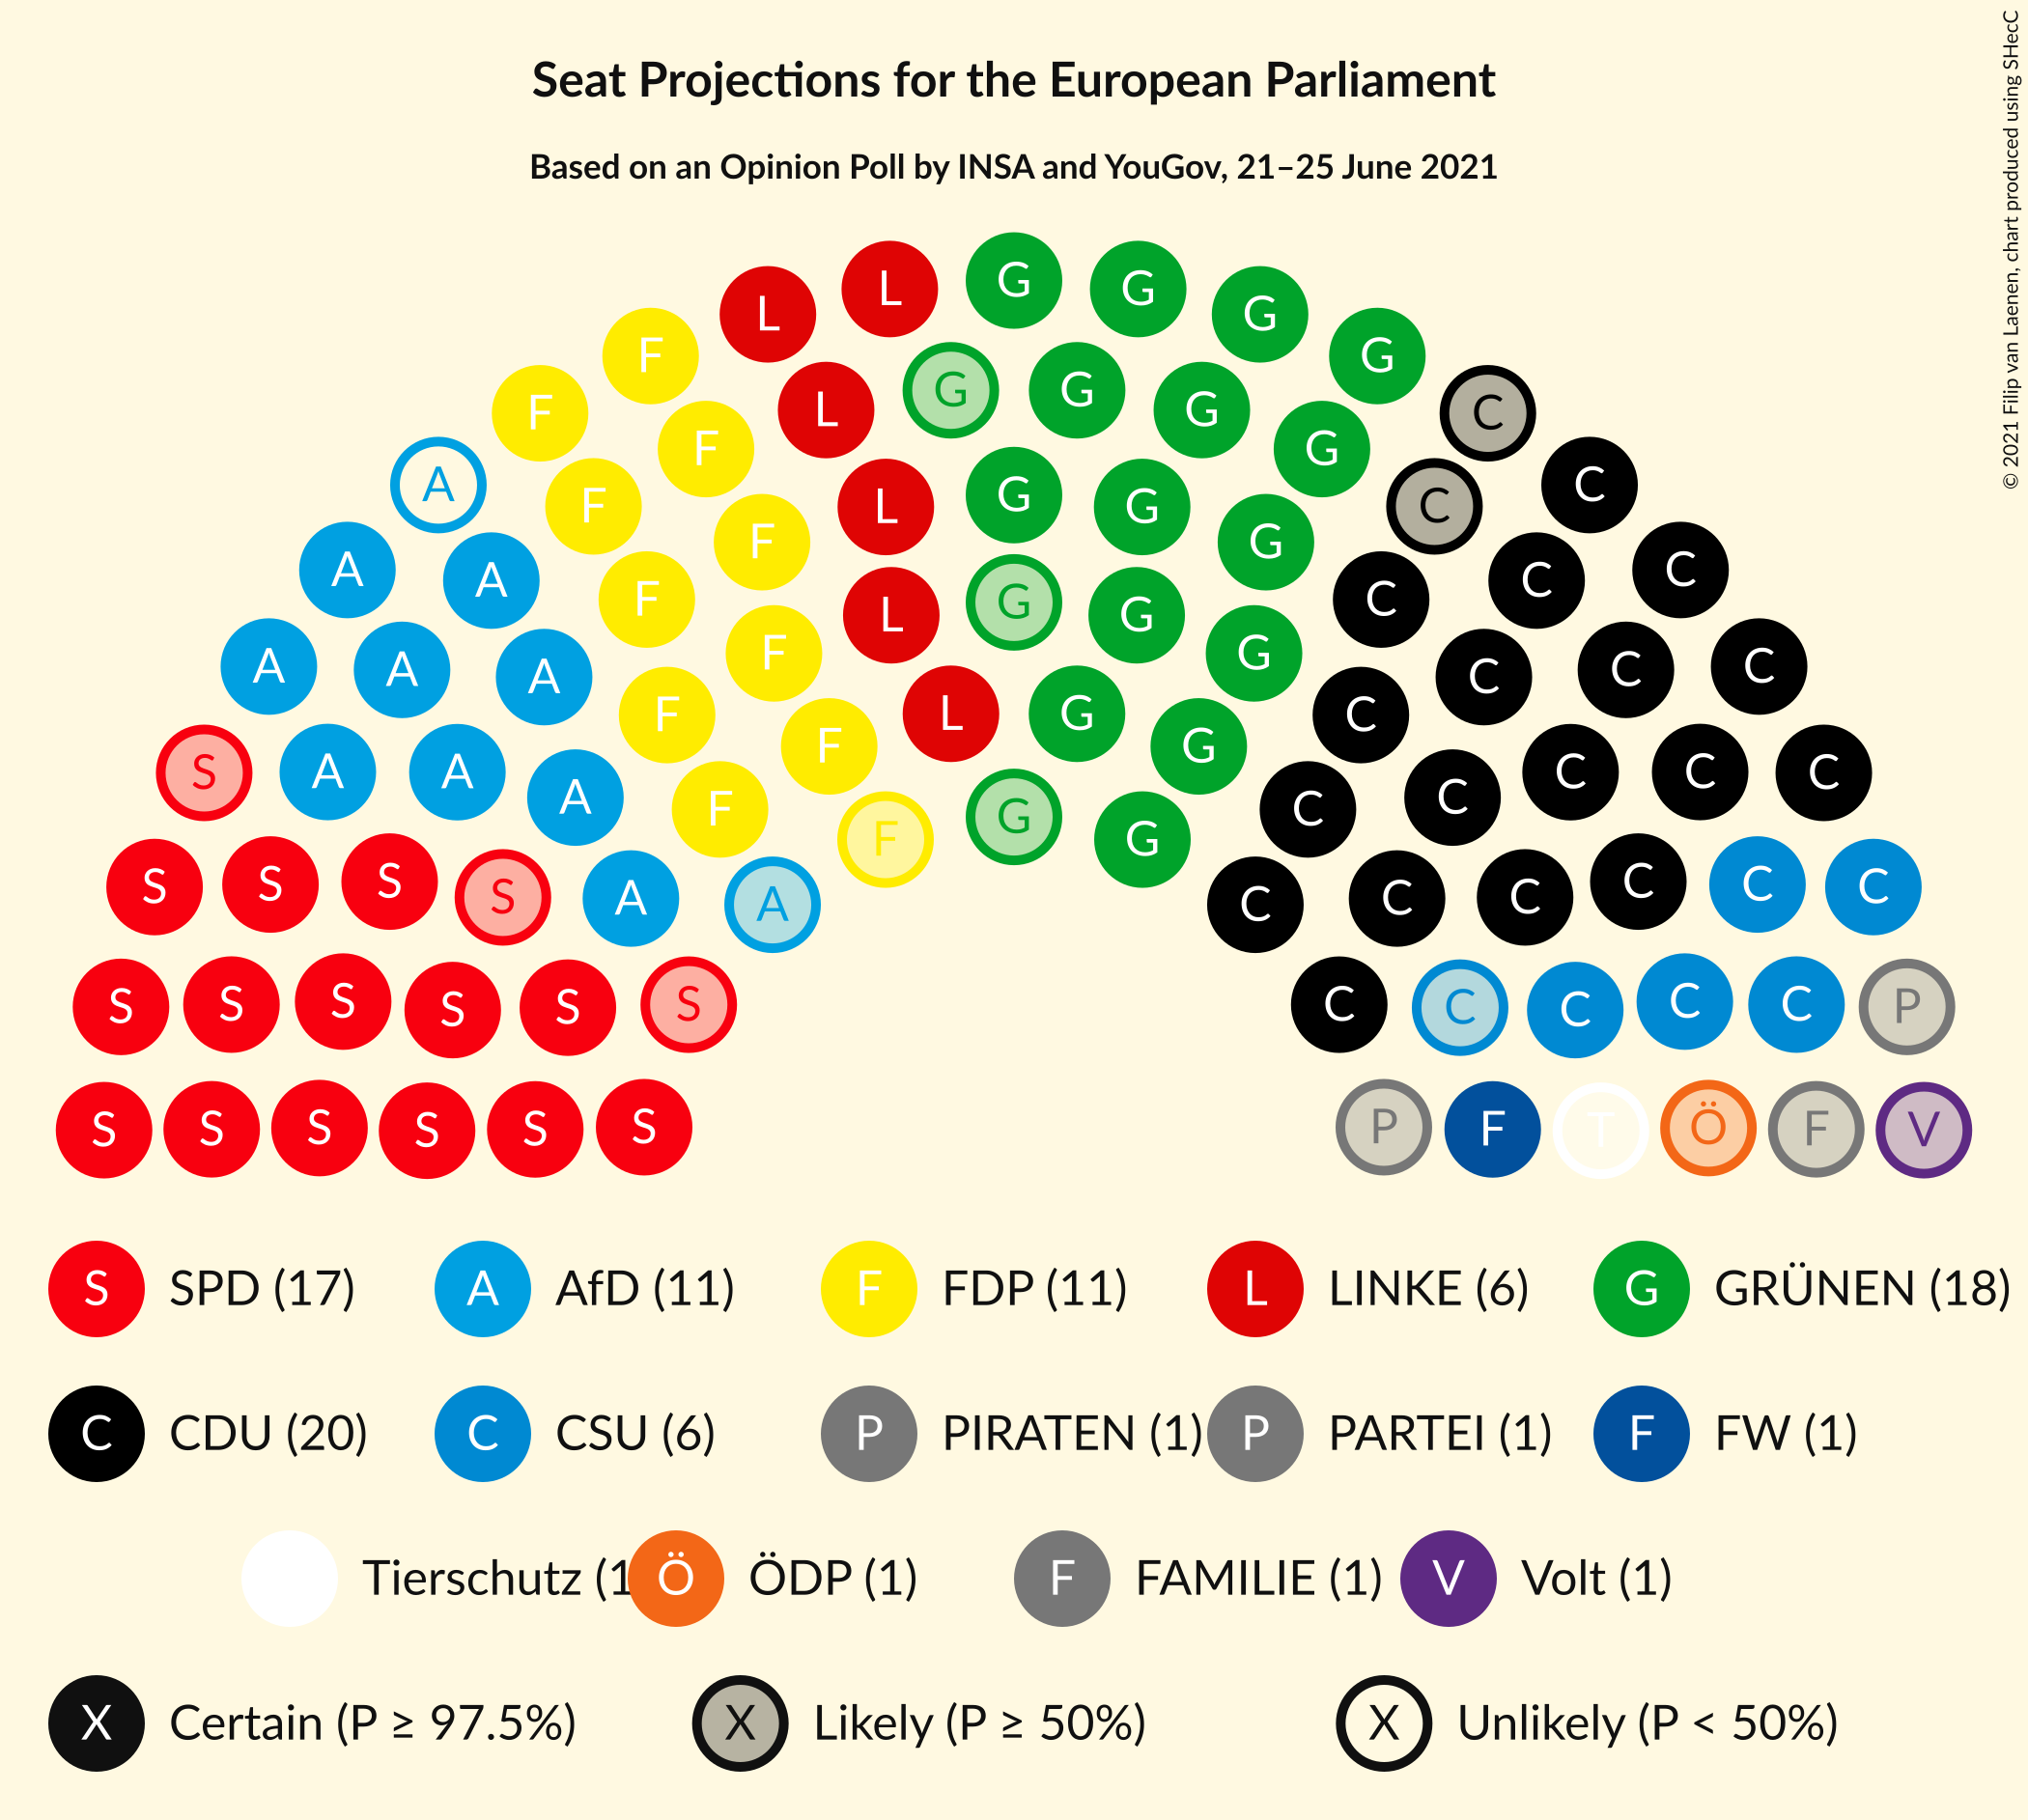 Seat Projections for the European Parliament
Based on an Opinion Poll by INSA and YouGov, 21–25 June 2021
© 2021 Filip van Laenen, chart produced using SHecC
L L G G G G
F L G G G G C
F F L G G G C C
A F F L G G G C C C
A A F F L G G C C C C
A A A F F G G C C C C C
S A A A F F G C C C C C C
S S S S A A C C C C C C
S S S S S S C C C C C P
S S S S S S P F T Ö F V
S SPD (17) A AfD (11) F FDP (11) L LINKE (6) G GRÜNEN (18)
C CDU (20) C CSU (6) P PIRATEN (1) P PARTEI (1) F FW (1)
Tierschutz (1 Ö ÖDP (1) F FAMILIE (1) V Volt (1)
X Certain (P ≥ 97.5%) X Likely (P ≥ 50%) X Unlikely (P < 50%)